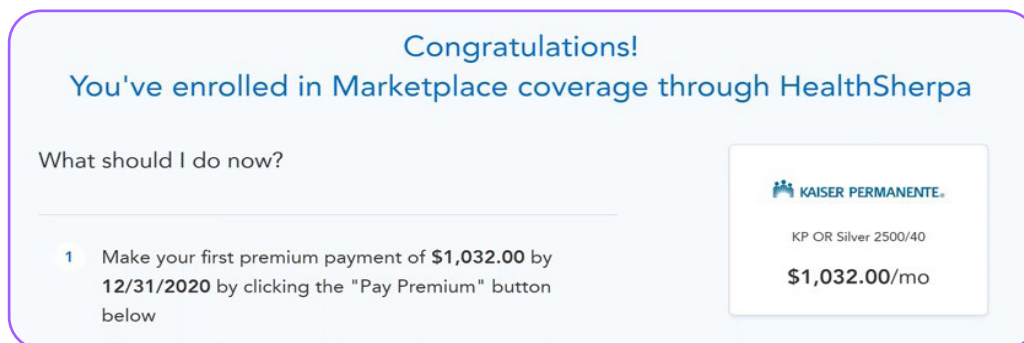 Congratulations!
You've enrolled in Marketplace coverage through HealthSherpa
What should I do now?
1 Make your first premium payment of $1,032.00 by
12/31/2020 by clicking the "Pay Premium" button
below
KAISER PERMANENTE®
KP OR Silver 2500/40
$1,032.00/mo